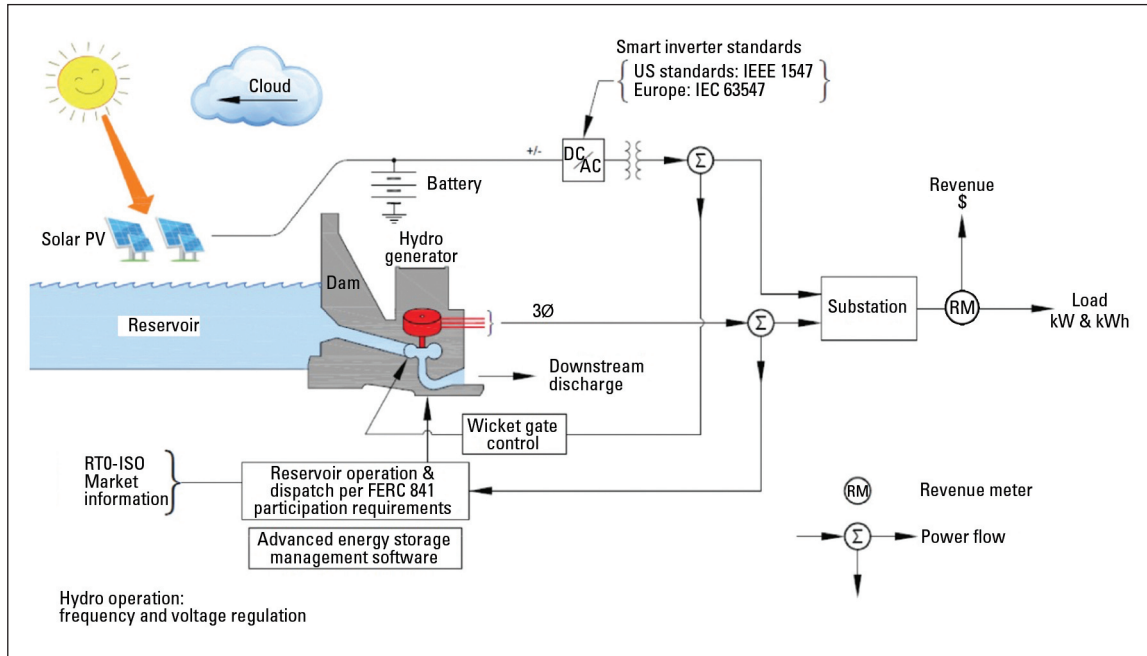 Smart inverter standards
US standards: IEEE 1547
Europe: IEC 63547
Cloud
+/-
DC
AC
Σ
Battery
Revenue
$
Solar PV
Hydro
generator
Dam
Reservoir
3Ø
Σ
Substation
RM
Load
kW & kWh
Downstream
discharge
Wicket gate
control
RT0-ISO
Market
information
Reservoir operation &
dispatch per FERC 841
participation requirements
Advanced energy storage
management software
RM
Revenue meter
Σ
Power flow
Hydro operation:
frequency and voltage regulation